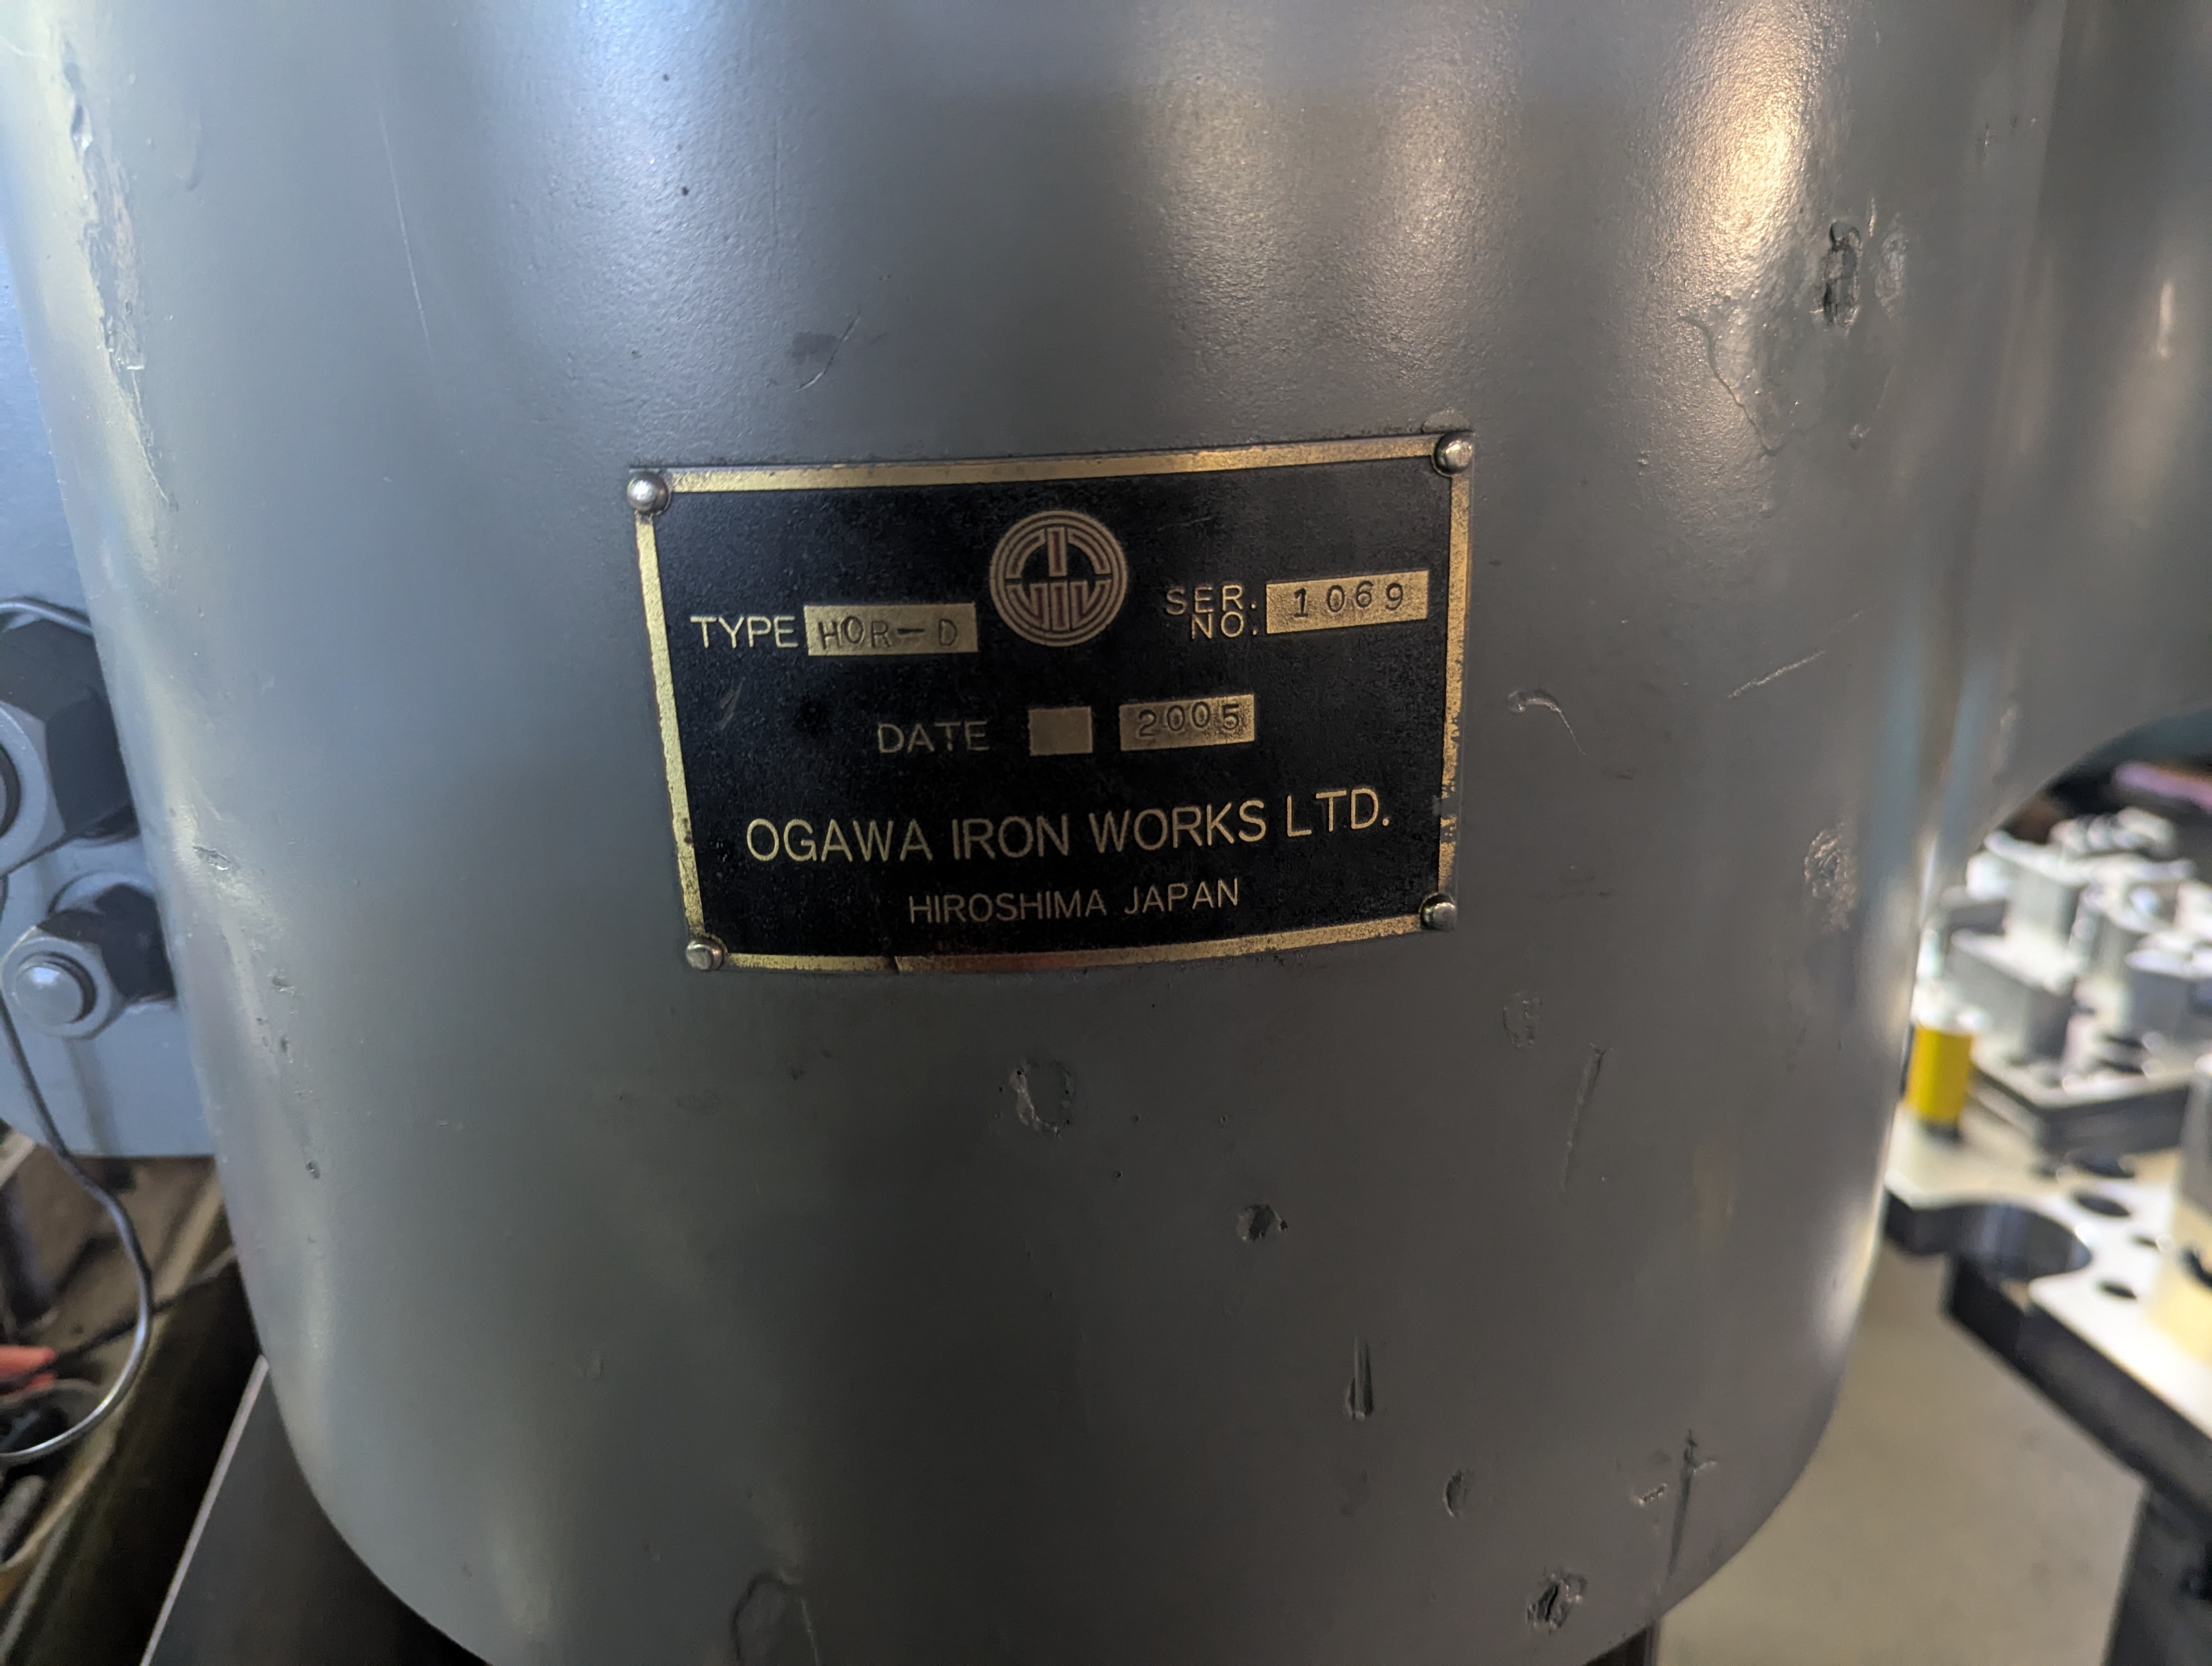 TYPE HOR-D SER. NO. 1069
DATE 2005
OGAWA IRON WORKS LTD.
HIROSHIMA JAPAN